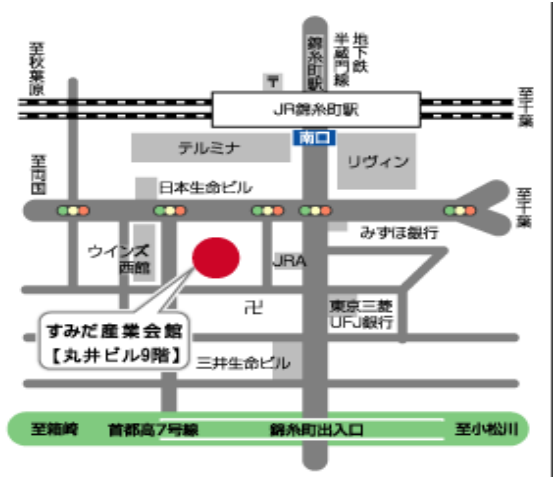 至秋葉原
錦糸町駅
地下鉄
半蔵門線
〒
JR錦糸町駅
至千葉
南口
テルミナ
リヴィン
至両国
日本生命ビル
至千葉
みずほ銀行
ウインズ
西館
JRA
卍
東京三菱
UFJ銀行
すみだ産業会館
【丸井ビル9階】
三井生命ビル
至箱崎
首都高7号線
錦糸町出入口
至小松川